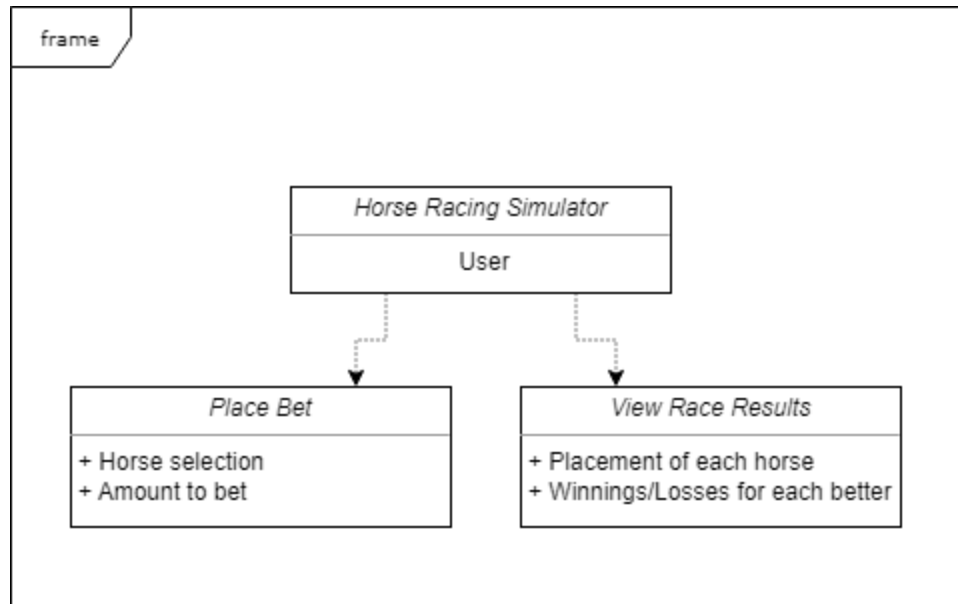 frame
Horse Racing Simulator
User
Place Bet
+ Horse selection
+ Amount to bet
View Race Results
+ Placement of each horse
+ Winnings/Losses for each better